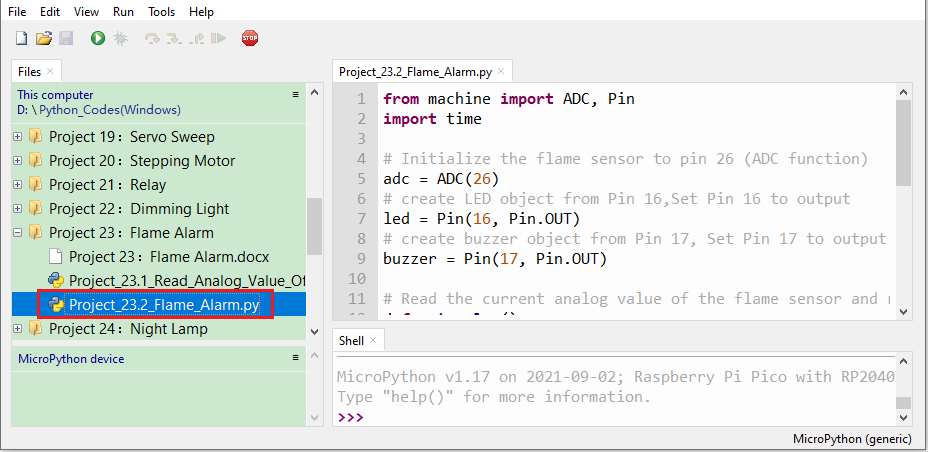 File Edit View Run Tools Help
STOP
Files ×
This computer
D: \Python_Codes(Windows)
Project 19：Servo Sweep
Project 20：Stepping Motor
Project 21：Relay
Project 22：Dimming Light
Project 23：Flame Alarm
Project 23：Flame Alarm.docx
Project_23.1_Read_Analog_Value_Of
Project_23.2_Flame_Alarm.py
Project 24：Night Lamp
MicroPython device
Project_23.2_Flame_Alarm.py ×
1 from machine import ADC, Pin
2 import time
3
4 # Initialize the flame sensor to pin 26 (ADC function)
5 adc = ADC(26)
6 # create LED object from Pin 16,Set Pin 16 to output
7 led = Pin(16, Pin.OUT)
8 # create buzzer object from Pin 17, Set Pin 17 to output
9 buzzer = Pin(17, Pin.OUT)
10
11 # Read the current analog value of the flame sensor and
Shell ×
MicroPython v1.17 on 2021-09-02; Raspberry Pi Pico with RP2040
Type "help()" for more information.
>>>
MicroPython (generic)